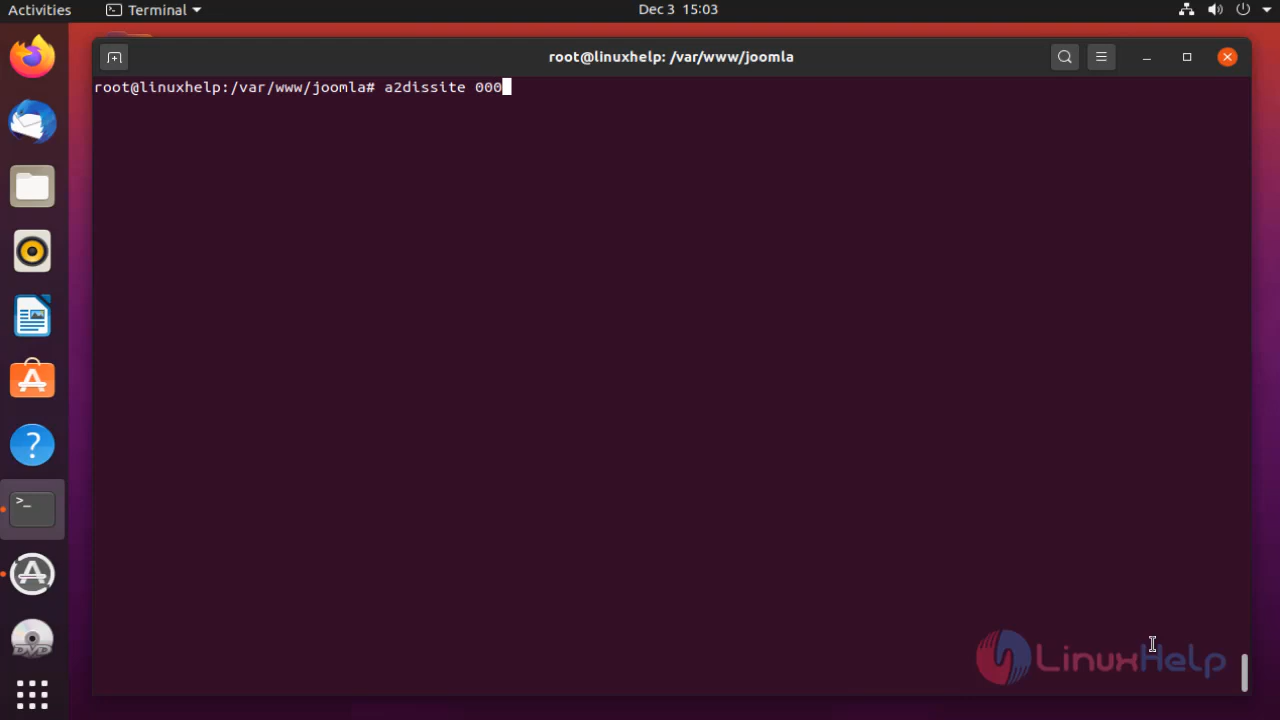 Activities
Terminal
Dec 3 15:03
root@linuxhelp: /var/www/joomla
root@linuxhelp:/var/www/joomla# a2dissite 000
>_
?
DVD
LinuxHelp